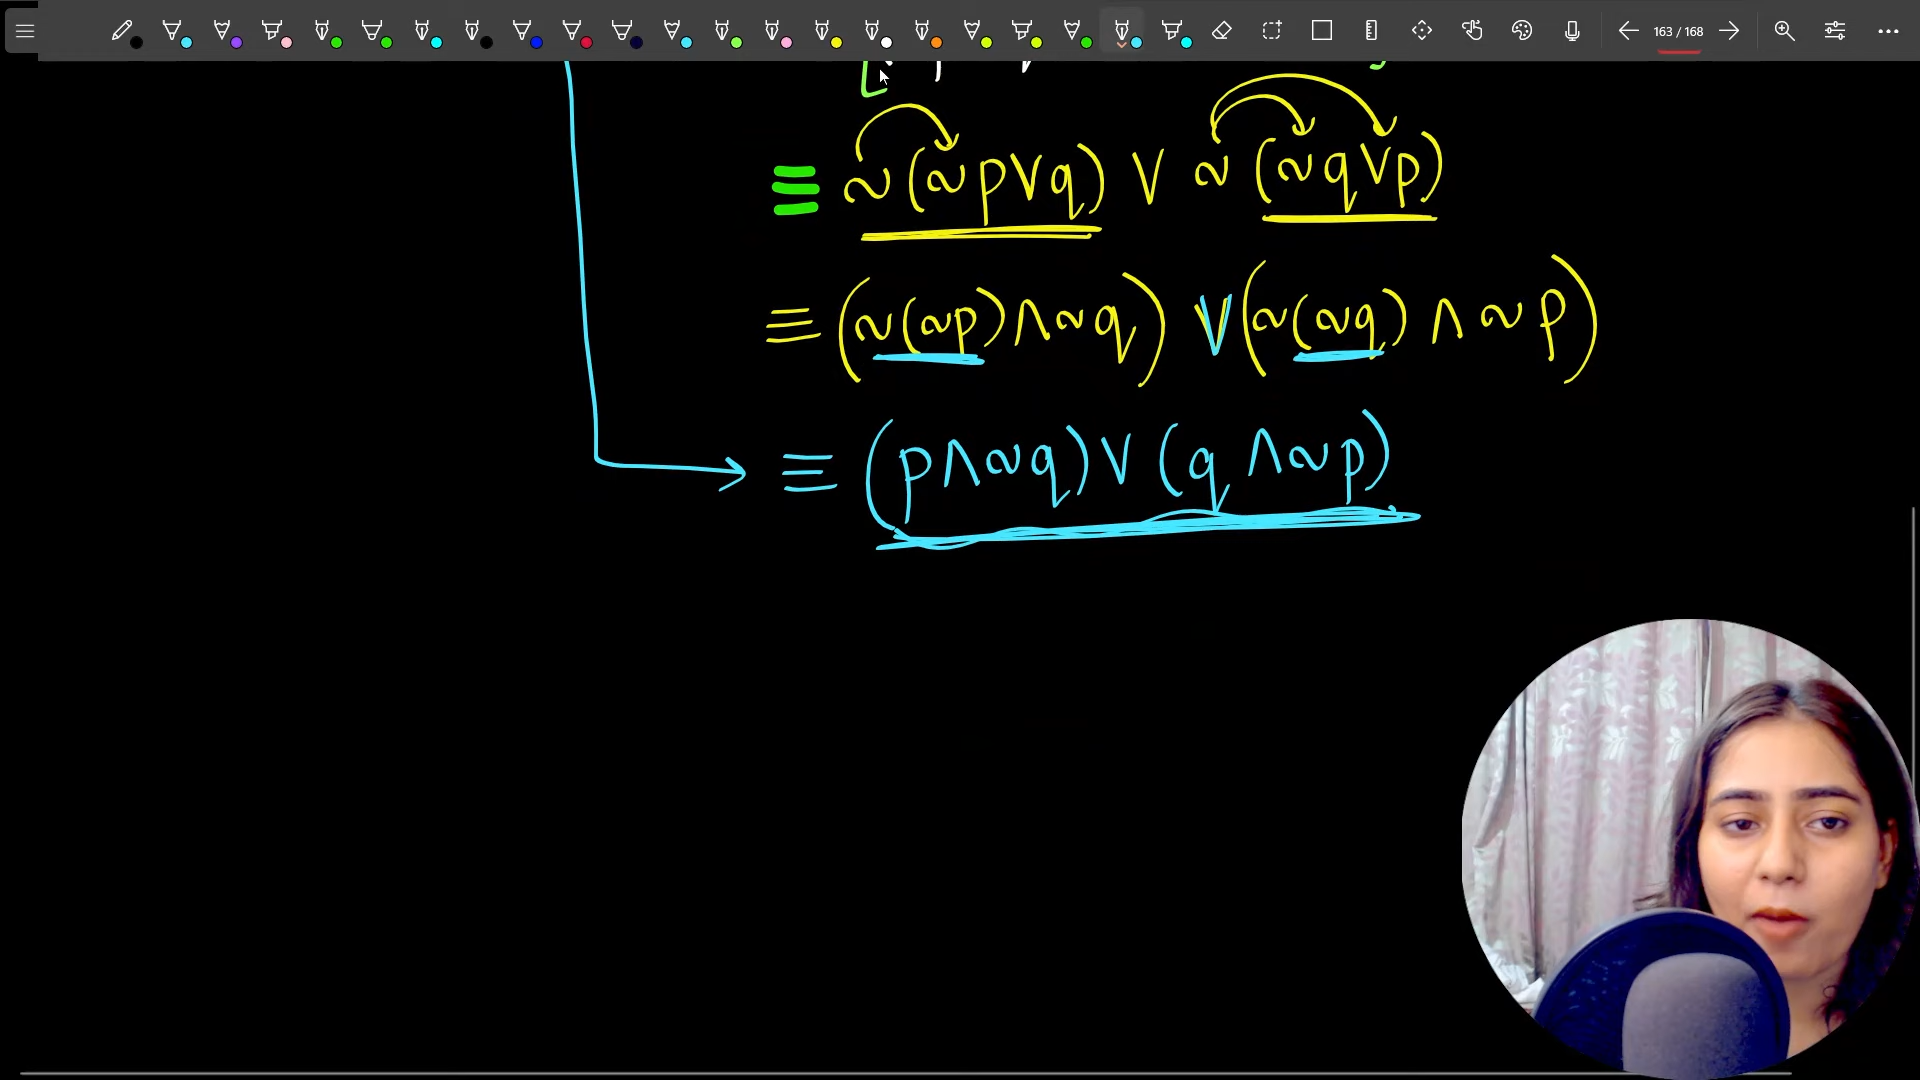 163 / 168
≡ ~(~p∨q) ∨ ~(~q∨p)
≡ (~(~p)∧~q) ∨ (~(~q) ∧ ~p)
≡ (p∧~q) ∨ (q ∧~p)